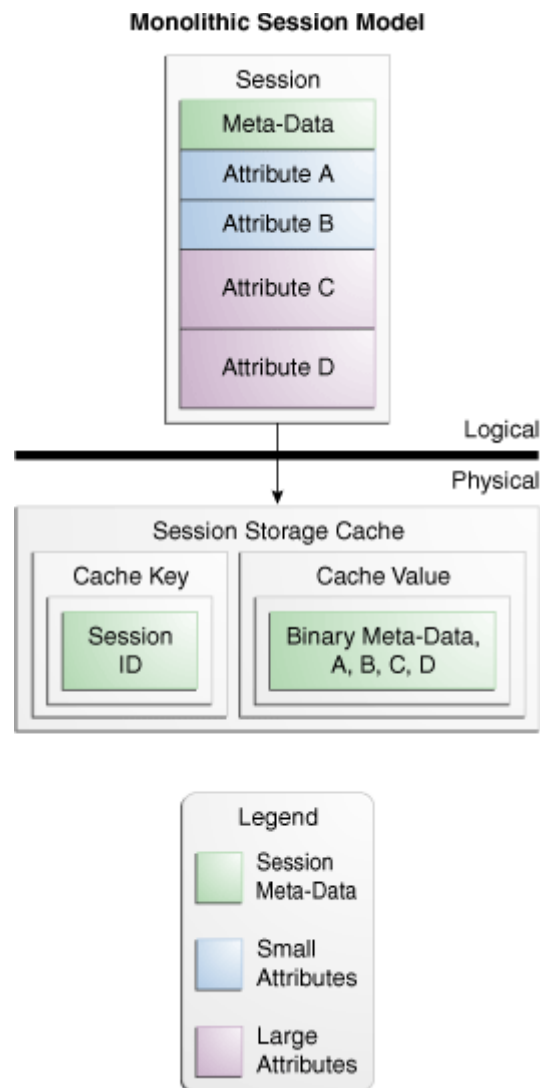 Monolithic Session Model
Session
Meta-Data
Attribute A
Attribute B
Attribute C
Attribute D
Logical
Physical
Session Storage Cache
Cache Key
Session
ID
Cache Value
Binary Meta-Data,
A, B, C, D
Legend
Session
Meta-Data
Small
Attributes
Large
Attributes